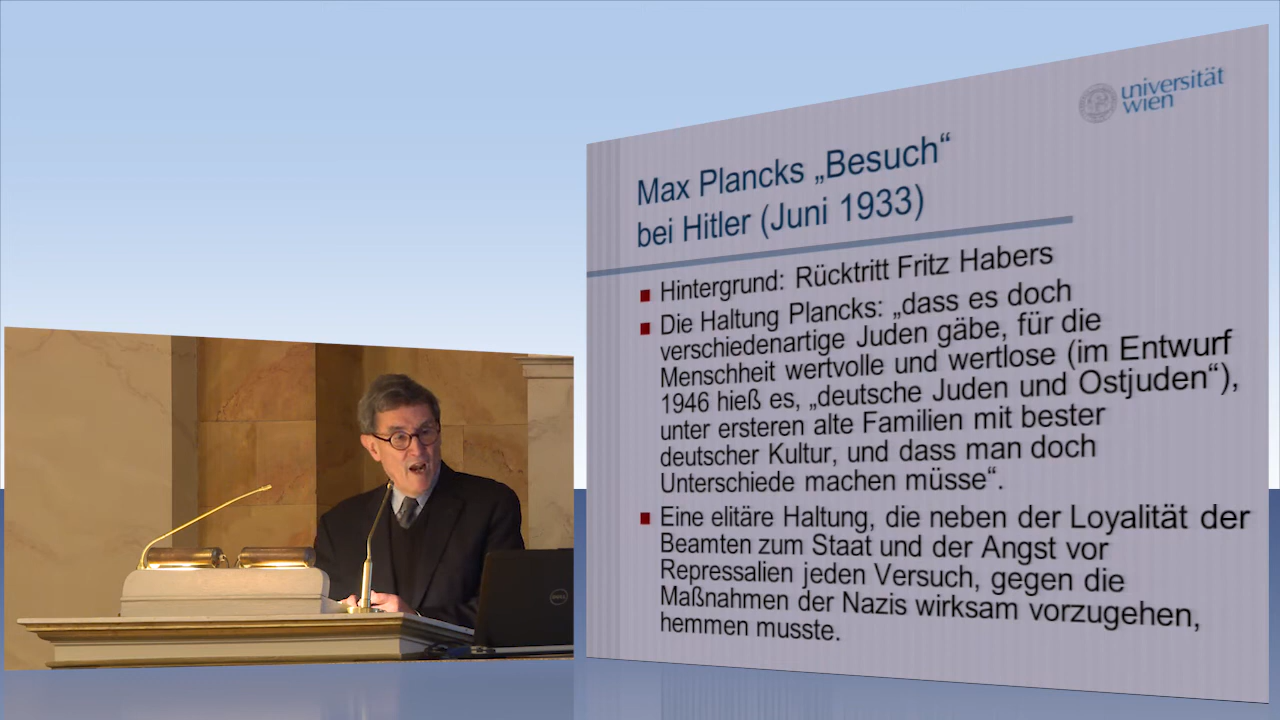 universität
wien
Max Plancks „Besuch“
bei Hitler (Juni 1933)
Hintergrund: Rücktritt Fritz Habers
Die Haltung Plancks: „dass es doch
verschiedenartige Juden gäbe, für die
Menschheit wertvolle und wertlose (im Entwurf
1946 hieß es, „deutsche Juden und Ostjuden“),
unter ersteren alte Familien mit bester
deutscher Kultur, und dass man doch
Unterschiede machen müsse“.
Eine elitäre Haltung, die neben der Loyalität der
Beamten zum Staat und der Angst vor
Repressalien jeden Versuch, gegen die
Maßnahmen der Nazis wirksam vorzugehen,
hemmen musste.
DELL